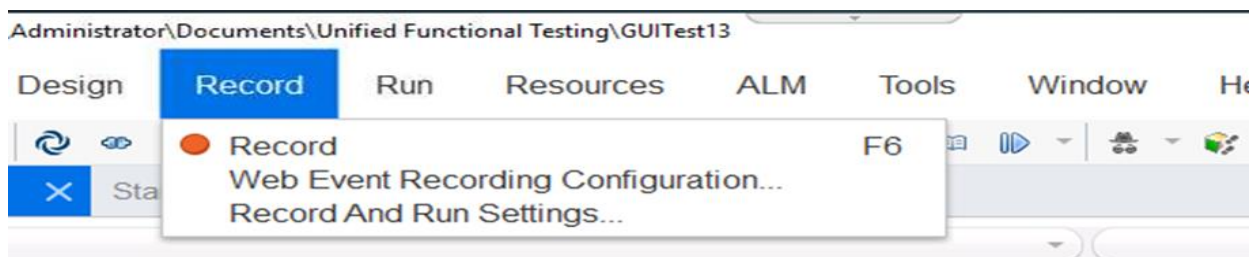 Administrator\Documents\Unified Functional Testing\GUITest13
Design Record Run Resources ALM Tools Window
Record F6
Web Event Recording Configuration...
Record And Run Settings...